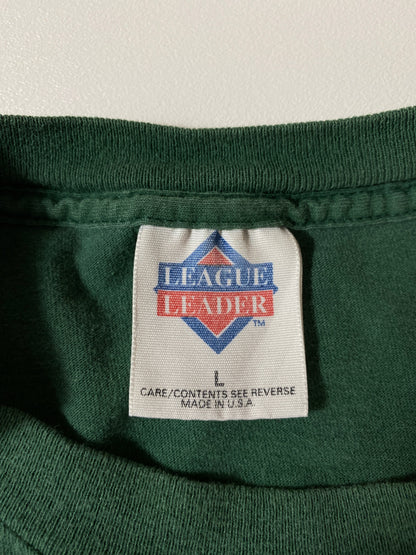 LEAGUE
LEADER
TM
L
CARE/CONTENTS SEE REVERSE
MADE IN U.S.A.